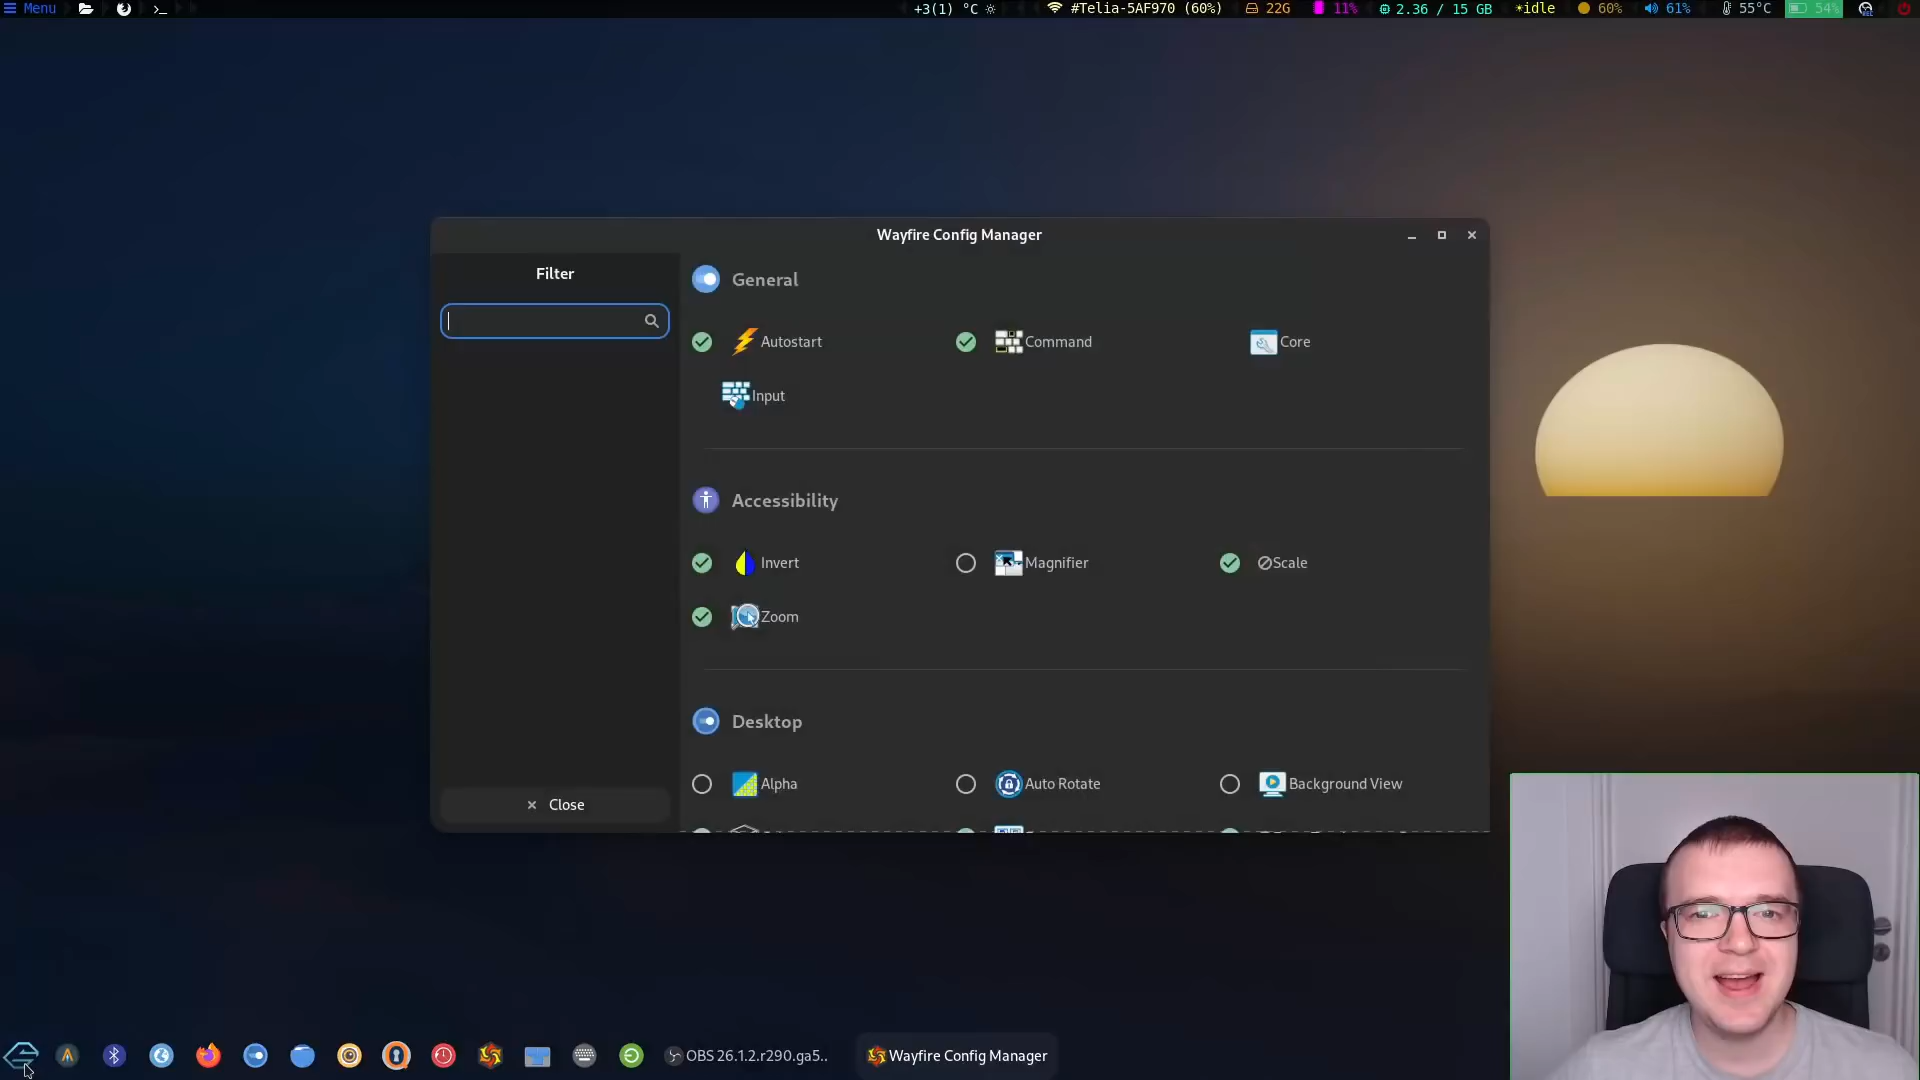 Menu +3(1) °C #Telia-5AF970 (60%) 22G 11% 2.36 / 15 GB idle 60% 61% 55°C 54%
Wayfire Config Manager
Filter
General
Autostart Command Core
Input
Accessibility
Invert Magnifier Scale
Zoom
Desktop
Alpha Auto Rotate Background View
× Close
OBS 26.1.2.r290.ga5.. Wayfire Config Manager